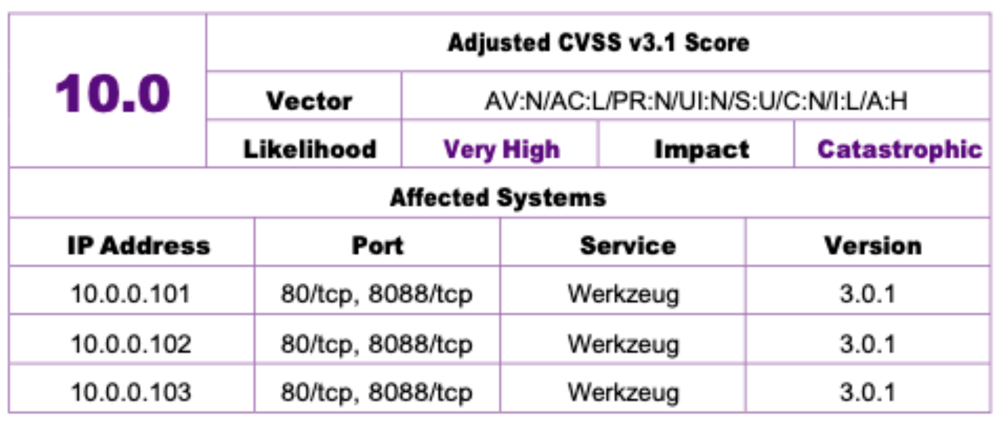 10.0
Adjusted CVSS v3.1 Score
Vector AV:N/AC:L/PR:N/UI:N/S:U/C:N/I:L/A:H
Likelihood Very High Impact Catastrophic
Affected Systems
IP Address Port Service Version
10.0.0.101 80/tcp, 8088/tcp Werkzeug 3.0.1
10.0.0.102 80/tcp, 8088/tcp Werkzeug 3.0.1
10.0.0.103 80/tcp, 8088/tcp Werkzeug 3.0.1